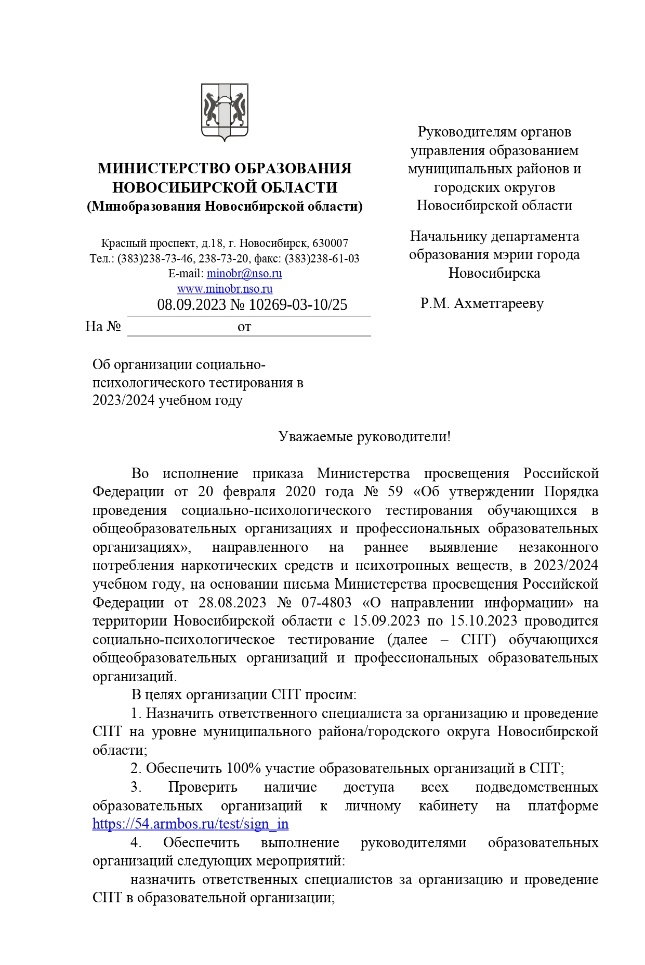 МИНИСТЕРСТВО ОБРАЗОВАНИЯ
НОВОСИБИРСКОЙ ОБЛАСТИ
(Минобразования Новосибирской области)
Красный проспект, д.18, г. Новосибирск, 630007
Тел.: (383)238-73-46, 238-73-20, факс: (383)238-61-03
E-mail: minobr@nso.ru
www.minobr.nso.ru
08.09.2023 № 10269-03-10/25
На № от
Руководителям органов
управления образованием
муниципальных районов и
городских округов
Новосибирской области
Начальнику департамента
образования мэрии города
Новосибирска
Р.М. Ахметгарееву
Об организации социально-
психологического тестирования в
2023/2024 учебном году
Уважаемые руководители!
Во исполнение приказа Министерства просвещения Российской
Федерации от 20 февраля 2020 года № 59 «Об утверждении Порядка
проведения социально-психологического тестирования обучающихся в
общеобразовательных организациях и профессиональных образовательных
организациях», направленного на раннее выявление незаконного
потребления наркотических средств и психотропных веществ, в 2023/2024
учебном году, на основании письма Министерства просвещения Российской
Федерации от 28.08.2023 № 07-4803 «О направлении информации» на
территории Новосибирской области с 15.09.2023 по 15.10.2023 проводится
социально-психологическое тестирование (далее – СПТ) обучающихся
общеобразовательных организаций и профессиональных образовательных
организаций.
В целях организации СПТ просим:
1. Назначить ответственного специалиста за организацию и проведение
СПТ на уровне муниципального района/городского округа Новосибирской
области;
2. Обеспечить 100% участие образовательных организаций в СПТ;
3. Проверить наличие доступа всех подведомственных
образовательных организаций к личному кабинету на платформе
https://54.armbos.ru/test/sign_in
4. Обеспечить выполнение руководителями образовательных
организаций следующих мероприятий:
назначить ответственных специалистов за организацию и проведение
СПТ в образовательной организации;